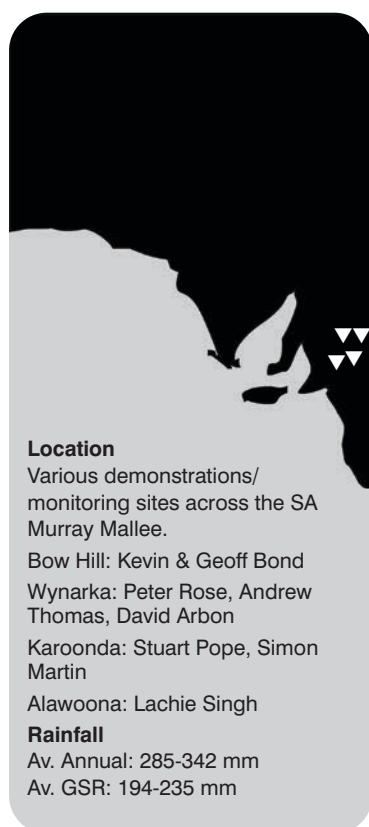 Location
Various demonstrations/
monitoring sites across the SA
Murray Mallee.
Bow Hill: Kevin & Geoff Bond
Wynarka: Peter Rose, Andrew
Thomas, David Arbon
Karoonda: Stuart Pope, Simon
Martin
Alawoona: Lachie Singh
Rainfall
Av. Annual: 285-342 mm
Av. GSR: 194-235 mm